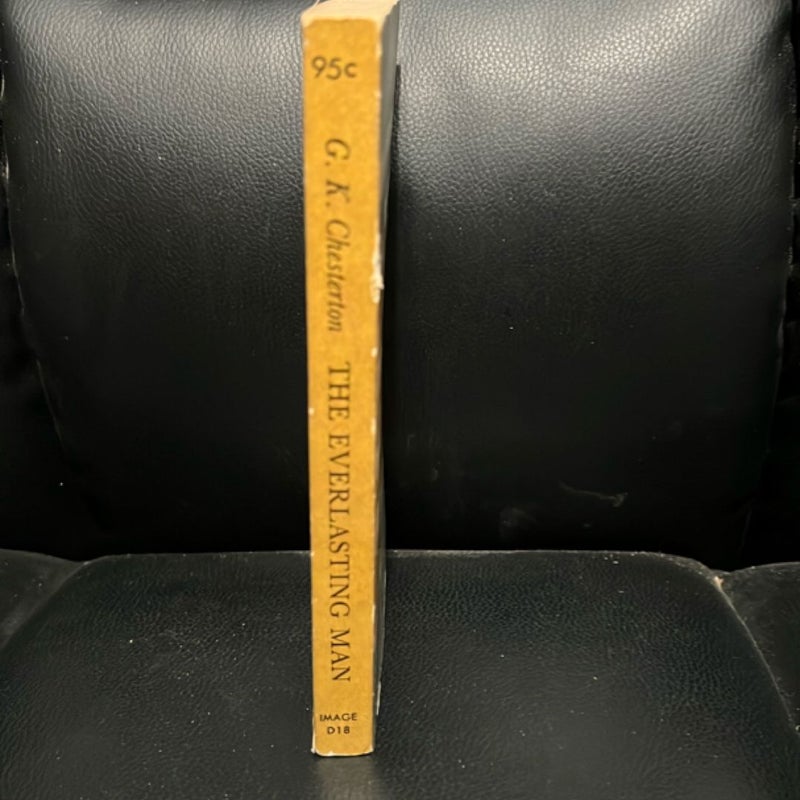 95c
G. K. Chesterton THE EVERLASTING MAN
IMAGE
D18